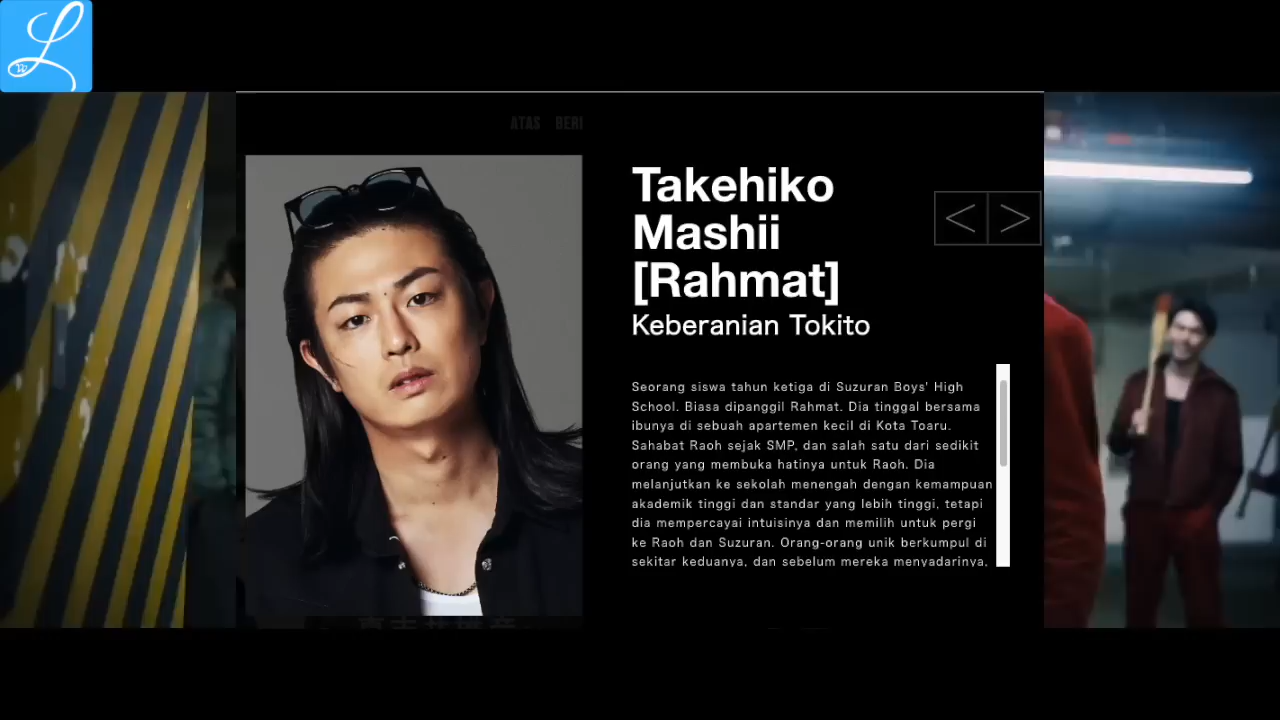 L
w
ATAS BERI
Takehiko
Mashii
[Rahmat]
Keberanian Tokito
Seorang siswa tahun ketiga di Suzuran Boys' High
School. Biasa dipanggil Rahmat. Dia tinggal bersama
ibunya di sebuah apartemen kecil di Kota Toaru.
Sahabat Raoh sejak SMP, dan salah satu dari sedikit
orang yang membuka hatinya untuk Raoh. Dia
melanjutkan ke sekolah menengah dengan kemampuan
akademik tinggi dan standar yang lebih tinggi, tetapi
dia mempercayai intuisinya dan memilih untuk pergi
ke Raoh dan Suzuran. Orang-orang unik berkumpul di
sekitar keduanya, dan sebelum mereka menyadarinya,